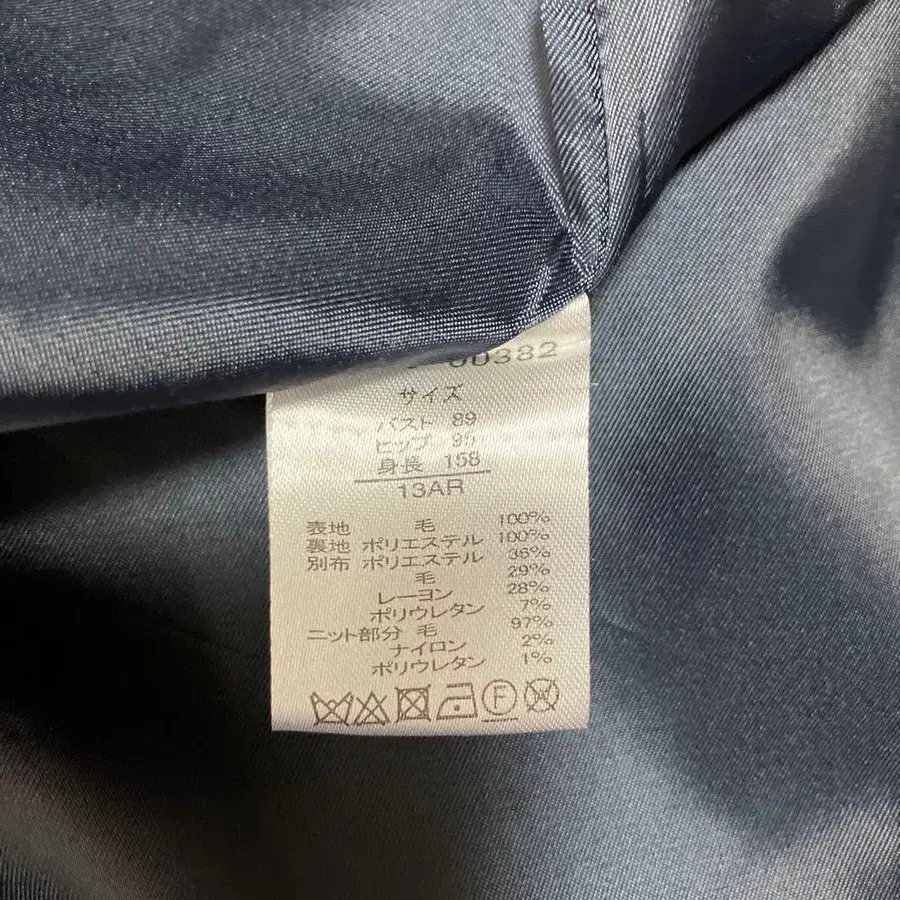 00382
サイズ
バスト 89
ヒップ 95
身長 158
13AR
表地 毛 100%
裏地 ポリエステル 100%
別布 ポリエステル 36%
毛 29%
レーヨン 28%
ポリウレタン 7%
ニット部分 毛 97%
ナイロン 2%
ポリウレタン 1%
F W